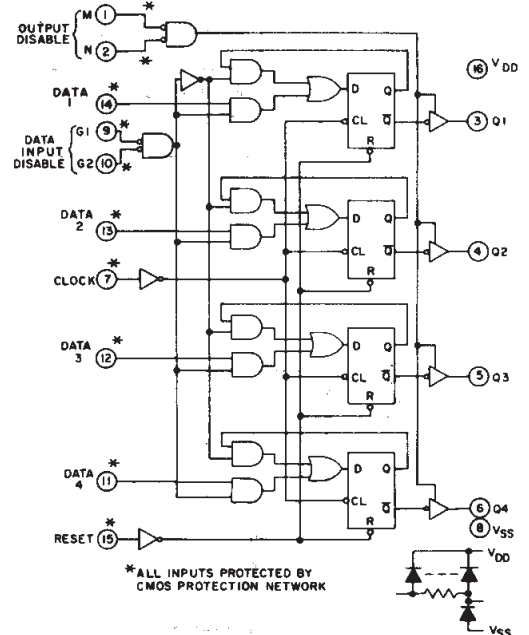 OUTPUT DISABLE
M 1 *
N 2 *
16 VDD
DATA 1 14 *
DATA INPUT DISABLE
G1 9 *
G2 10 *
D Q
CL Q̅
R
3 Q1
DATA 2 13 *
D Q
CL Q̅
R
4 Q2
CLOCK 7 *
DATA 3 12 *
D Q
CL Q̅
R
5 Q3
DATA 4 11 *
D Q
CL Q̅
R
6 Q4
8 VSS
RESET 15 *
*ALL INPUTS PROTECTED BY
CMOS PROTECTION NETWORK
VDD
VSS